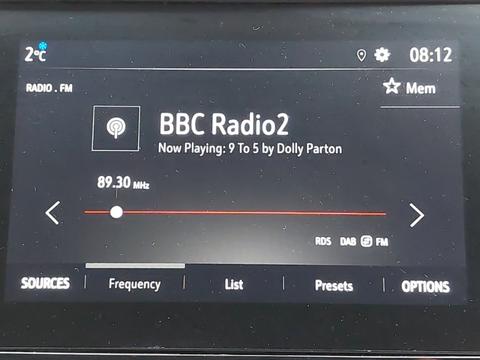 2°C
08:12
RADIO . FM
Mem
BBC Radio2
Now Playing: 9 To 5 by Dolly Parton
89.30 MHz
RDS DAB FM
SOURCES Frequency List Presets OPTIONS